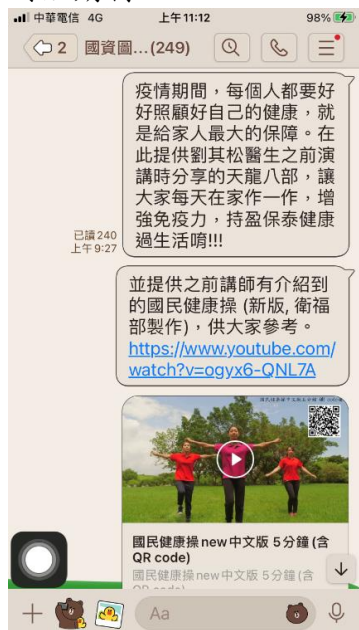 中華電信 4G
上午11:12
98%
2
國資圖...(249)
疫情期間,每個人都要好
好照顧好自己的健康,就
是給家人最大的保障。在
此提供劉其松醫生之前演
講時分享的天龍八部,讓
大家每天在家作一作,增
強免疫力,持盈保泰健康
過生活唷!!!
已讀240
上午9:27
並提供之前講師有介紹到
的國民健康操 (新版, 衛福
部製作),供大家參考。
https://www.youtube.com/
watch?v=ogyx6-QNL7A
國民健康操new中文版 5分鐘(含
QR code)
國民健康操new中文版 5分鐘(含
Aa